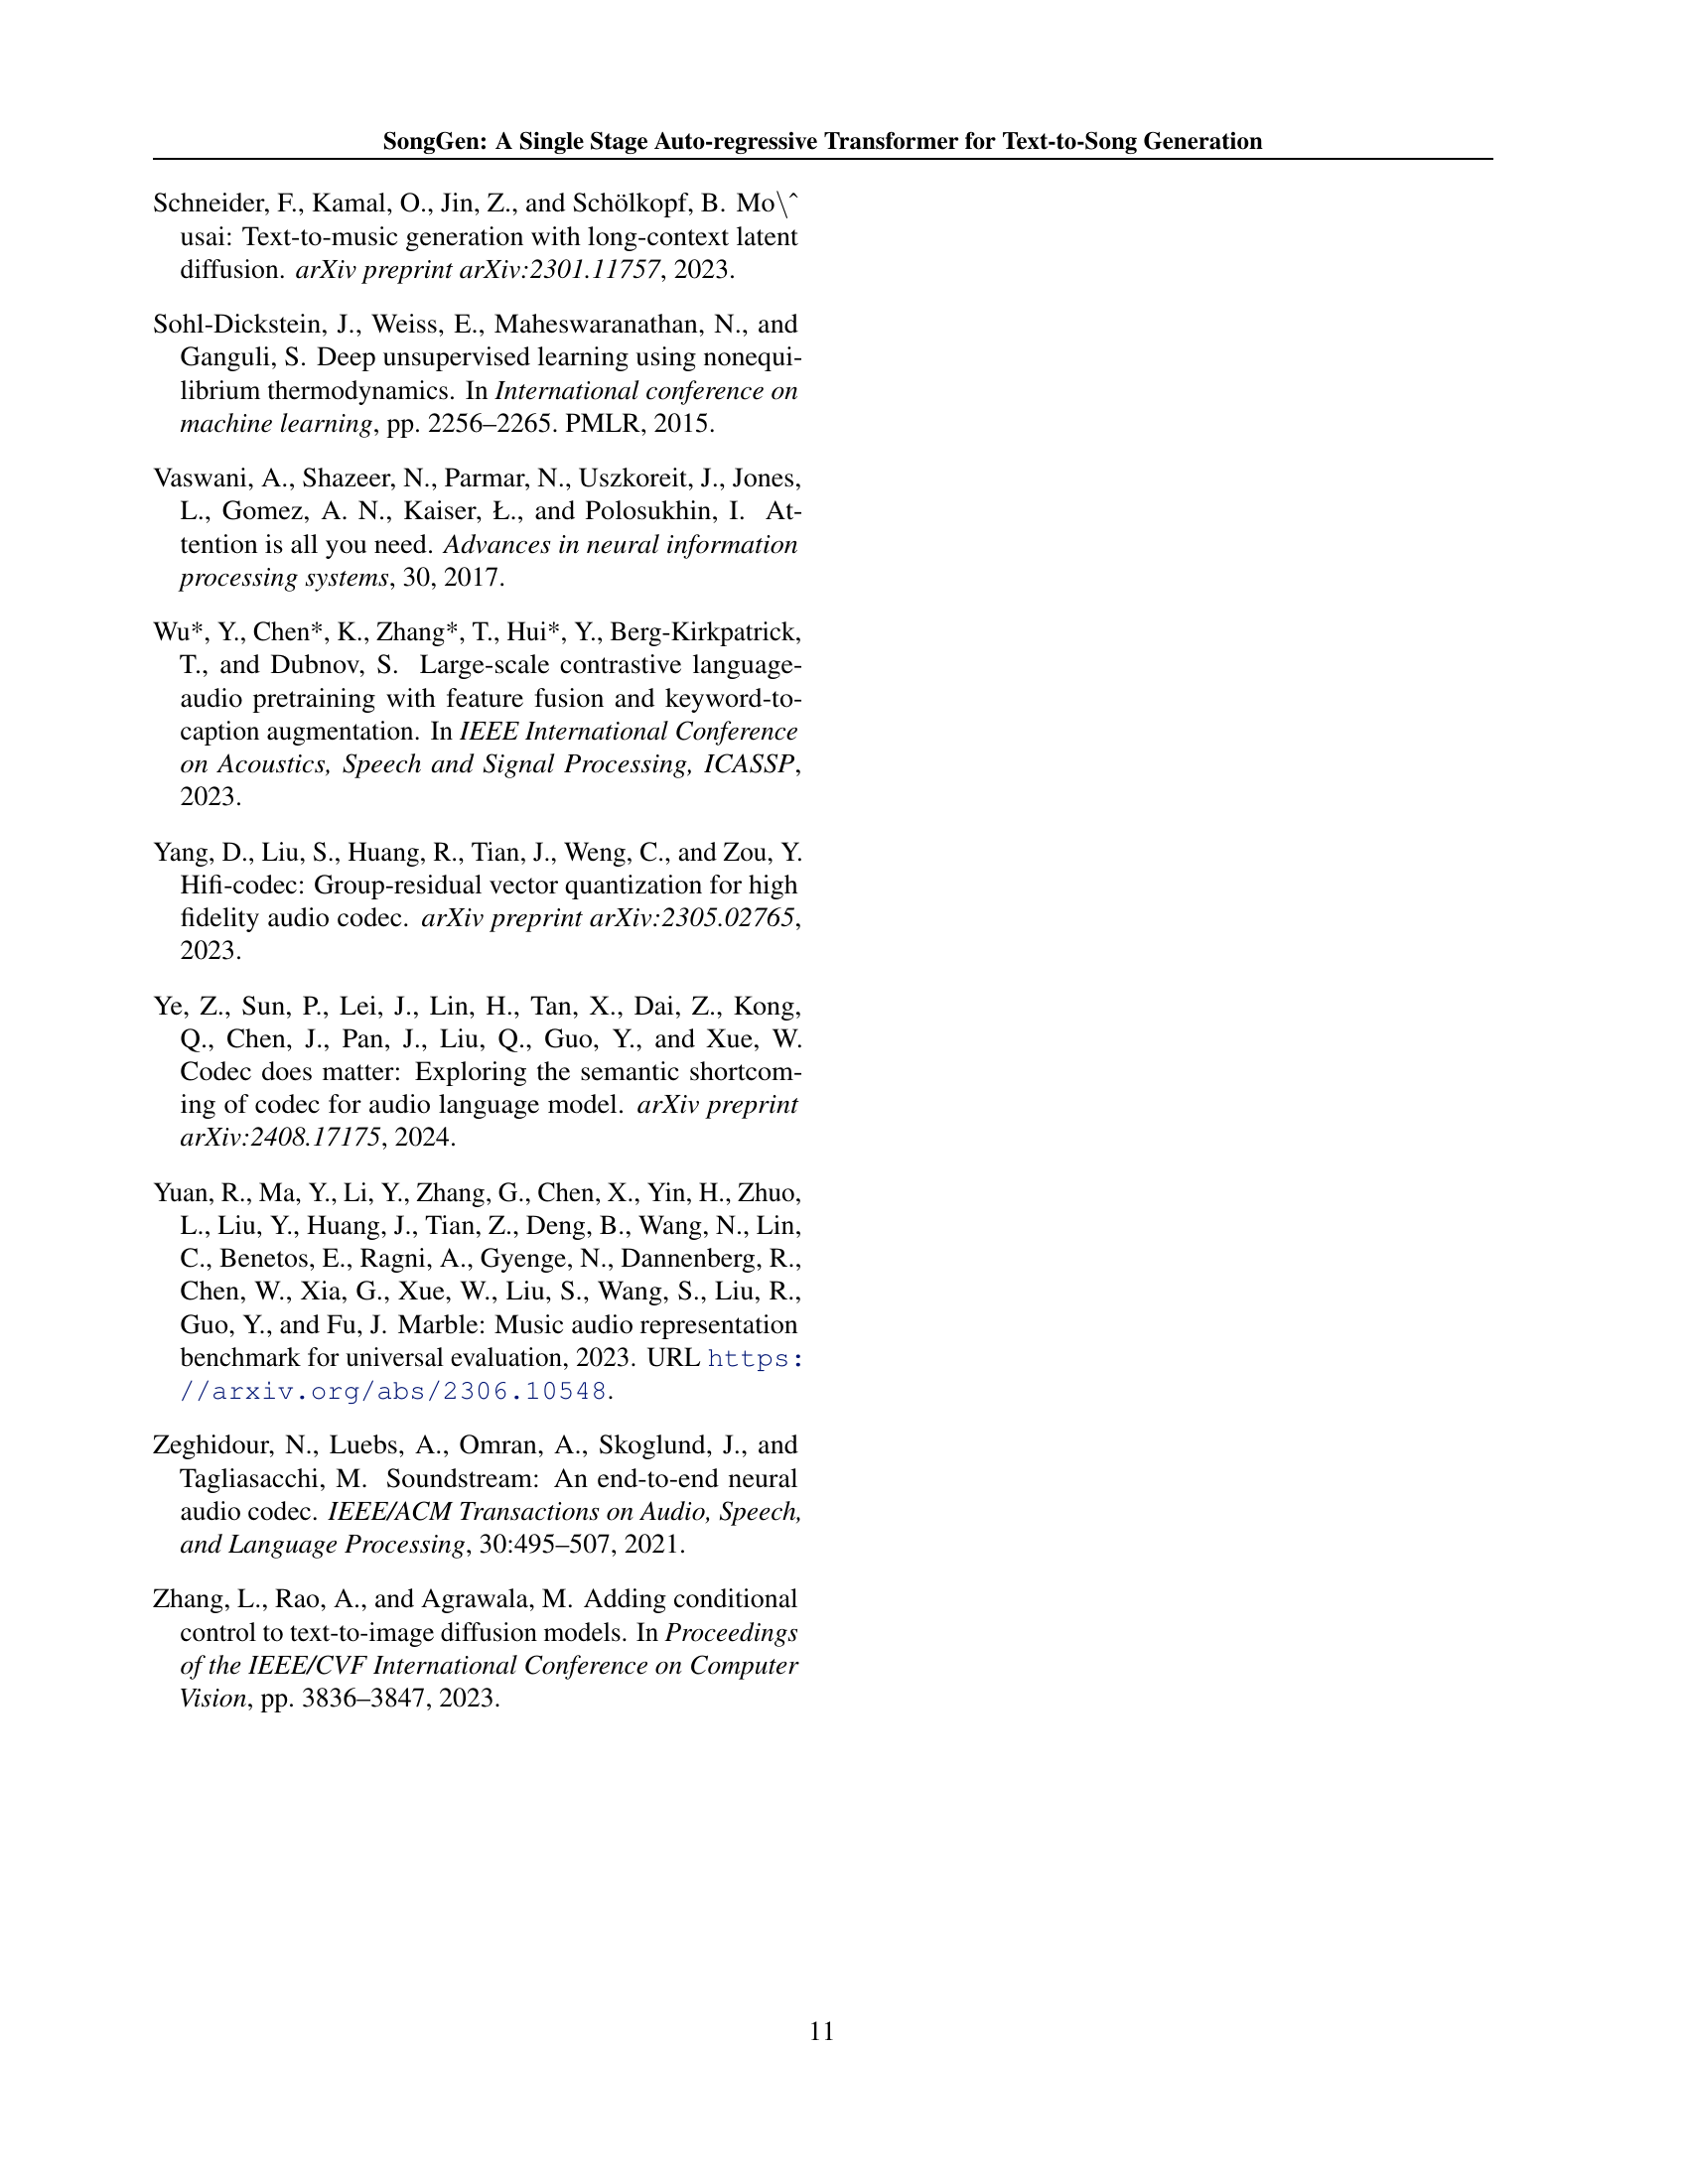 SongGen: A Single Stage Auto-regressive Transformer for Text-to-Song Generation
Schneider, F., Kamal, O., Jin, Z., and Schölkopf, B. Mo\ˆ
usai: Text-to-music generation with long-context latent
diffusion. arXiv preprint arXiv:2301.11757, 2023.
Sohl-Dickstein, J., Weiss, E., Maheswaranathan, N., and
Ganguli, S. Deep unsupervised learning using nonequi-
librium thermodynamics. In International conference on
machine learning, pp. 2256–2265. PMLR, 2015.
Vaswani, A., Shazeer, N., Parmar, N., Uszkoreit, J., Jones,
L., Gomez, A. N., Kaiser, Ł., and Polosukhin, I. At-
tention is all you need. Advances in neural information
processing systems, 30, 2017.
Wu*, Y., Chen*, K., Zhang*, T., Hui*, Y., Berg-Kirkpatrick,
T., and Dubnov, S. Large-scale contrastive language-
audio pretraining with feature fusion and keyword-to-
caption augmentation. In IEEE International Conference
on Acoustics, Speech and Signal Processing, ICASSP,
2023.
Yang, D., Liu, S., Huang, R., Tian, J., Weng, C., and Zou, Y.
Hifi-codec: Group-residual vector quantization for high
fidelity audio codec. arXiv preprint arXiv:2305.02765,
2023.
Ye, Z., Sun, P., Lei, J., Lin, H., Tan, X., Dai, Z., Kong,
Q., Chen, J., Pan, J., Liu, Q., Guo, Y., and Xue, W.
Codec does matter: Exploring the semantic shortcom-
ing of codec for audio language model. arXiv preprint
arXiv:2408.17175, 2024.
Yuan, R., Ma, Y., Li, Y., Zhang, G., Chen, X., Yin, H., Zhuo,
L., Liu, Y., Huang, J., Tian, Z., Deng, B., Wang, N., Lin,
C., Benetos, E., Ragni, A., Gyenge, N., Dannenberg, R.,
Chen, W., Xia, G., Xue, W., Liu, S., Wang, S., Liu, R.,
Guo, Y., and Fu, J. Marble: Music audio representation
benchmark for universal evaluation, 2023. URL https:
//arxiv.org/abs/2306.10548.
Zeghidour, N., Luebs, A., Omran, A., Skoglund, J., and
Tagliasacchi, M. Soundstream: An end-to-end neural
audio codec. IEEE/ACM Transactions on Audio, Speech,
and Language Processing, 30:495–507, 2021.
Zhang, L., Rao, A., and Agrawala, M. Adding conditional
control to text-to-image diffusion models. In Proceedings
of the IEEE/CVF International Conference on Computer
Vision, pp. 3836–3847, 2023.
11